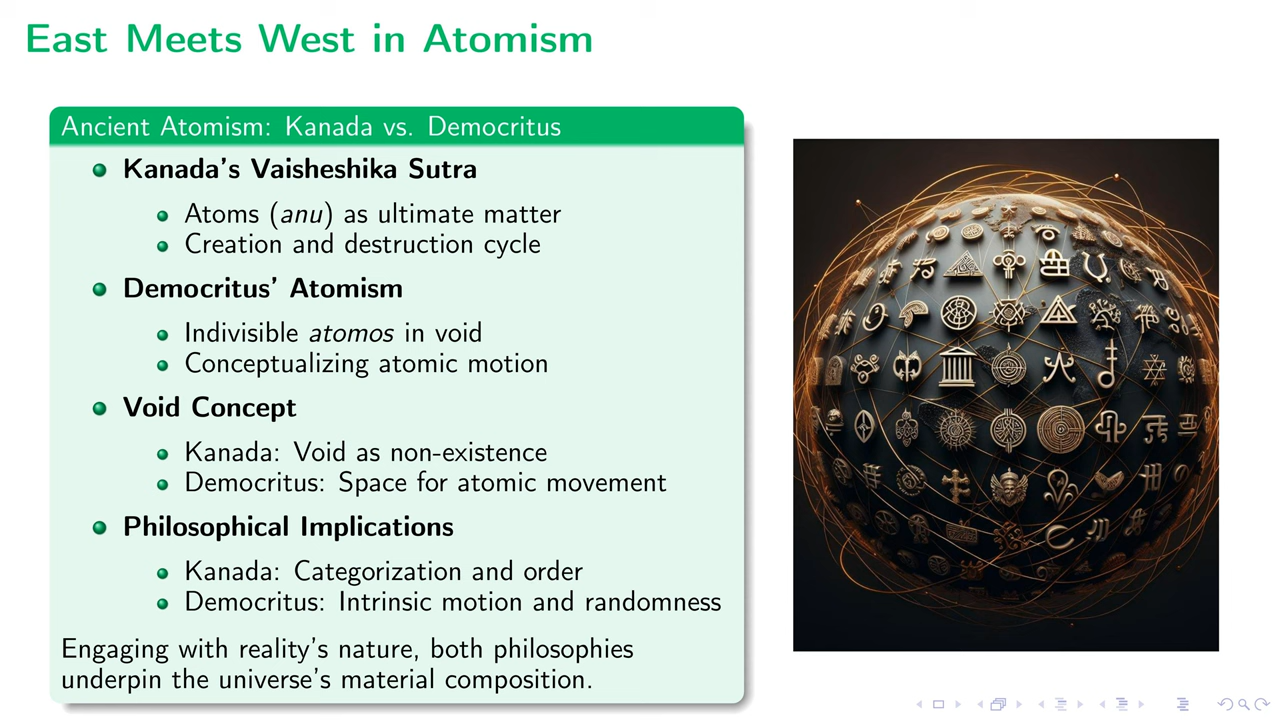 East Meets West in Atomism
Ancient Atomism: Kanada vs. Democritus
Kanada's Vaisheshika Sutra
Atoms (anu) as ultimate matter
Creation and destruction cycle
Democritus' Atomism
Indivisible atomos in void
Conceptualizing atomic motion
Void Concept
Kanada: Void as non-existence
Democritus: Space for atomic movement
Philosophical Implications
Kanada: Categorization and order
Democritus: Intrinsic motion and randomness
Engaging with reality's nature, both philosophies
underpin the universe's material composition.